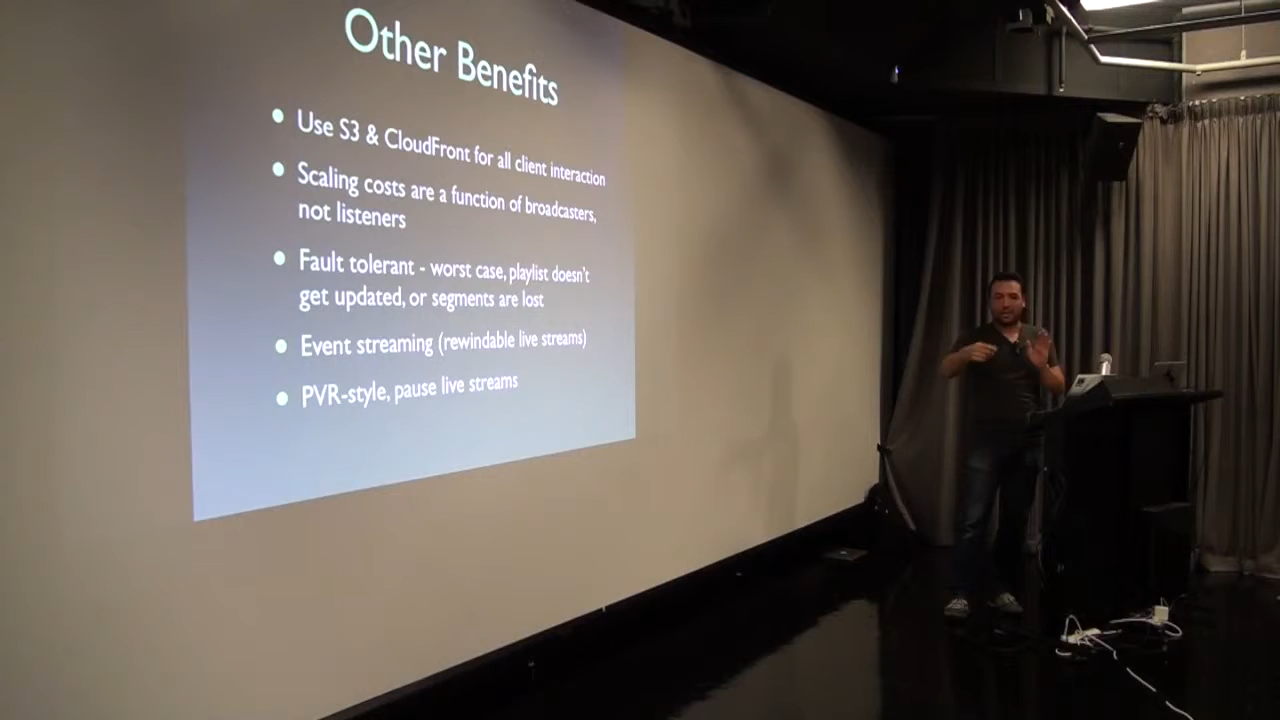 Other Benefits
Use S3 & CloudFront for all client interaction
Scaling costs are a function of broadcasters,
not listeners
Fault tolerant - worst case, playlist doesn't
get updated, or segments are lost
Event streaming (rewindable live streams)
PVR-style, pause live streams